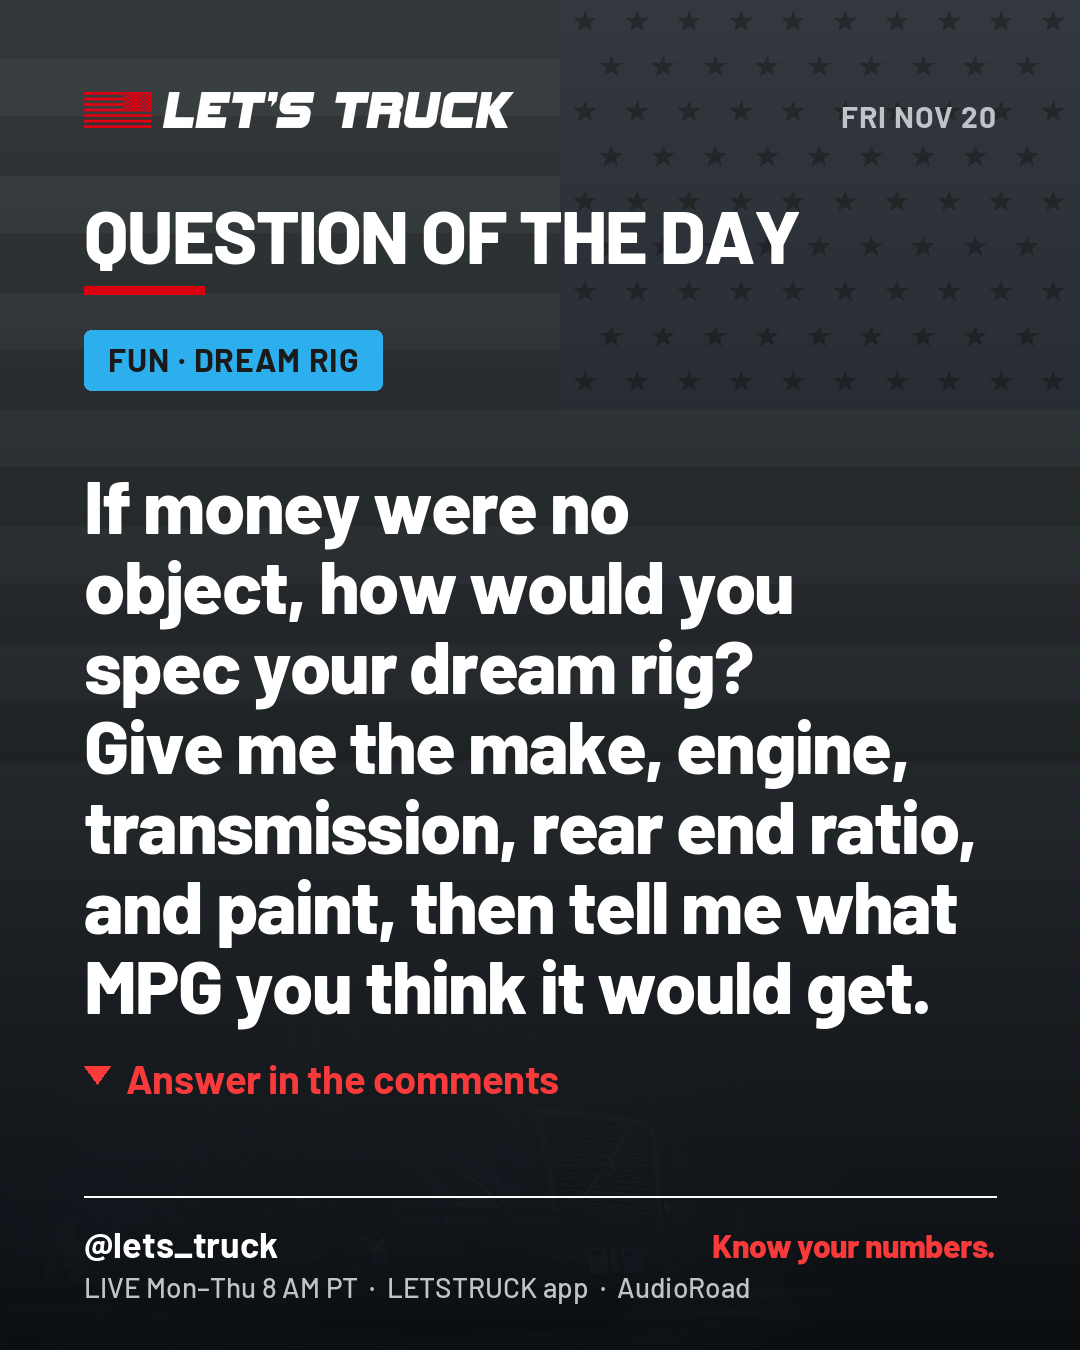 LET'S TRUCK
FRI NOV 20
QUESTION OF THE DAY
FUN · DREAM RIG
If money were no
object, how would you
spec your dream rig?
Give me the make, engine,
transmission, rear end ratio,
and paint, then tell me what
MPG you think it would get.
Answer in the comments
@lets_truck
Know your numbers.
LIVE Mon–Thu 8 AM PT · LETSTRUCK app · AudioRoad